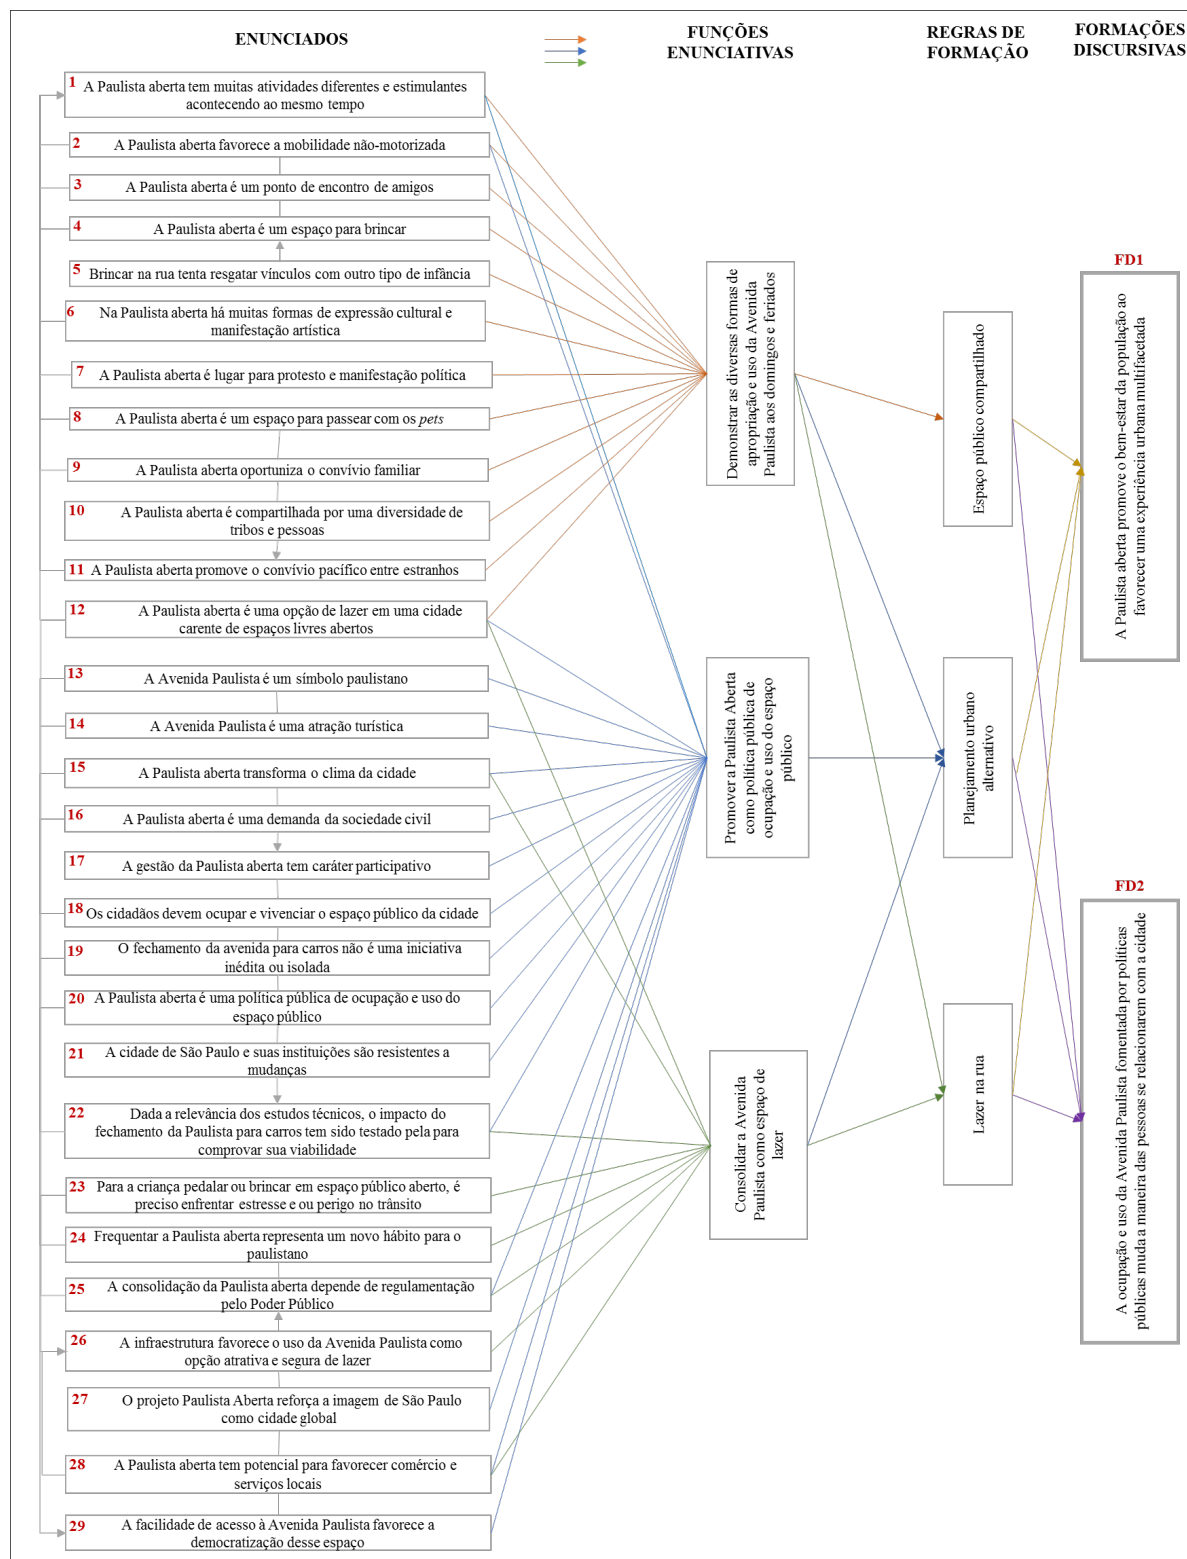 ENUNCIADOS
FUNÇÕES
ENUNCIATIVAS
REGRAS DE
FORMAÇÃO
FORMAÇÕES
DISCURSIVAS
1 A Paulista aberta tem muitas atividades diferentes e estimulantes
acontecendo ao mesmo tempo
2 A Paulista aberta favorece a mobilidade não-motorizada
3 A Paulista aberta é um ponto de encontro de amigos
4 A Paulista aberta é um espaço para brincar
5 Brincar na rua tenta resgatar vínculos com outro tipo de infância
6 Na Paulista aberta há muitas formas de expressão cultural e
manifestação artística
7 A Paulista aberta é lugar para protesto e manifestação política
8 A Paulista aberta é um espaço para passear com os pets
9 A Paulista aberta oportuniza o convívio familiar
10 A Paulista aberta é compartilhada por uma diversidade de
tribos e pessoas
11 A Paulista aberta promove o convívio pacífico entre estranhos
12 A Paulista aberta é uma opção de lazer em uma cidade
carente de espaços livres abertos
13 A Avenida Paulista é um símbolo paulistano
14 A Avenida Paulista é uma atração turística
15 A Paulista aberta transforma o clima da cidade
16 A Paulista aberta é uma demanda da sociedade civil
17 A gestão da Paulista aberta tem caráter participativo
18 Os cidadãos devem ocupar e vivenciar o espaço público da cidade
19 O fechamento da avenida para carros não é uma iniciativa
inédita ou isolada
20 A Paulista aberta é uma política pública de ocupação e uso do
espaço público
21 A cidade de São Paulo e suas instituições são resistentes a
mudanças
22 Dada a relevância dos estudos técnicos, o impacto do
fechamento da Paulista para carros tem sido testado pela para
comprovar sua viabilidade
23 Para a criança pedalar ou brincar em espaço público aberto, é
preciso enfrentar estresse e ou perigo no trânsito
24 Frequentar a Paulista aberta representa um novo hábito para o
paulistano
25 A consolidação da Paulista aberta depende de regulamentação
pelo Poder Público
26 A infraestrutura favorece o uso da Avenida Paulista como
opção atrativa e segura de lazer
27 O projeto Paulista Aberta reforça a imagem de São Paulo
como cidade global
28 A Paulista aberta tem potencial para favorecer comércio e
serviços locais
29 A facilidade de acesso à Avenida Paulista favorece a
democratização desse espaço
Demonstrar as diversas formas de
apropriação e uso da Avenida
Paulista aos domingos e feriados
Promover a Paulista Aberta
como política pública de
ocupação e uso do espaço
público
Consolidar a Avenida
Paulista como espaço de
lazer
Espaço público compartilhado
Planejamento urbano
alternativo
Lazer na rua
FD1
A Paulista aberta promove o bem-estar da população ao
favorecer uma experiência urbana multifacetada
FD2
A ocupação e uso da Avenida Paulista fomentada por políticas
públicas muda a maneira das pessoas se relacionarem com a cidade